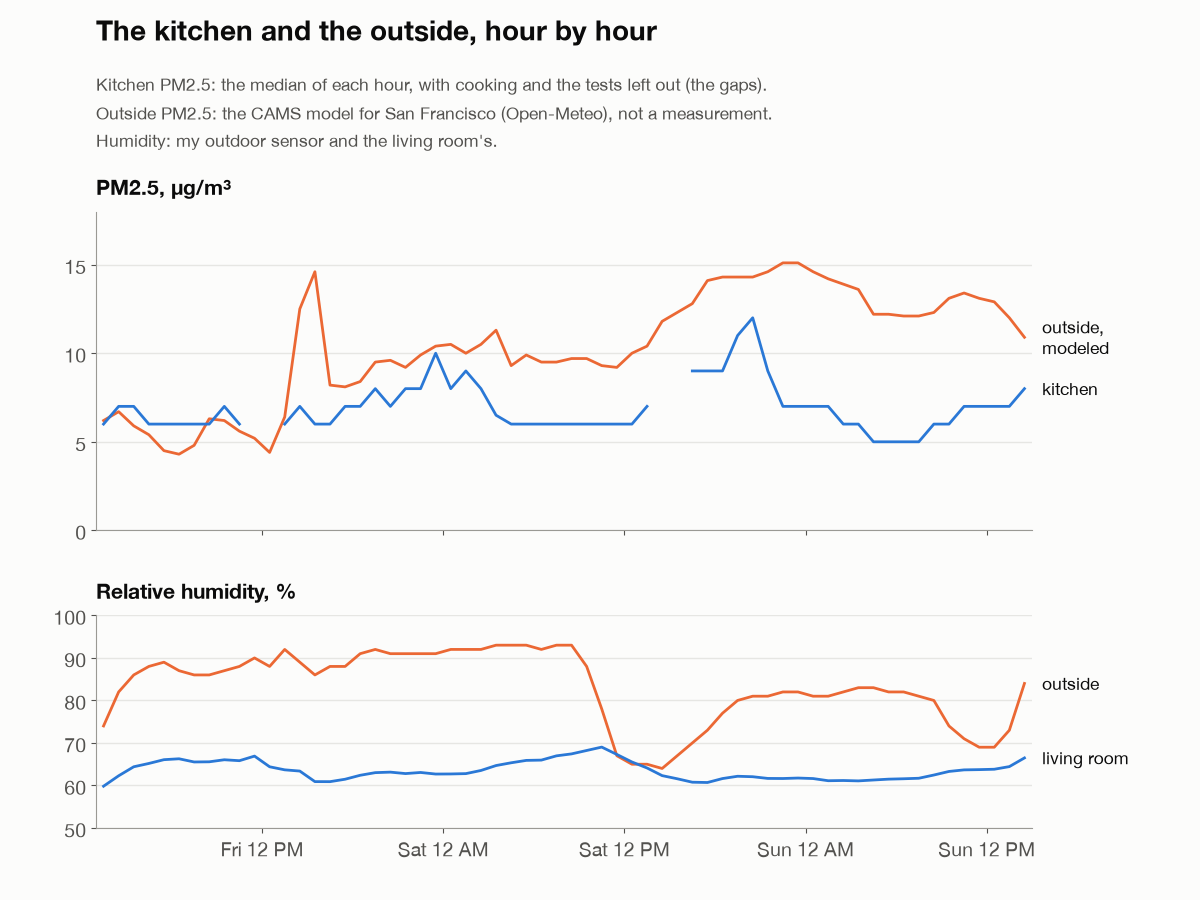 The kitchen and the outside, hour by hour
Kitchen PM2.5: the median of each hour, with cooking and the tests left out (the gaps).
Outside PM2.5: the CAMS model for San Francisco (Open-Meteo), not a measurement.
Humidity: my outdoor sensor and the living room's.
PM2.5, µg/m³
15
10
5
0
outside,
modeled
kitchen
Relative humidity, %
100
90
80
70
60
50
outside
living room
Fri 12 PM
Sat 12 AM
Sat 12 PM
Sun 12 AM
Sun 12 PM